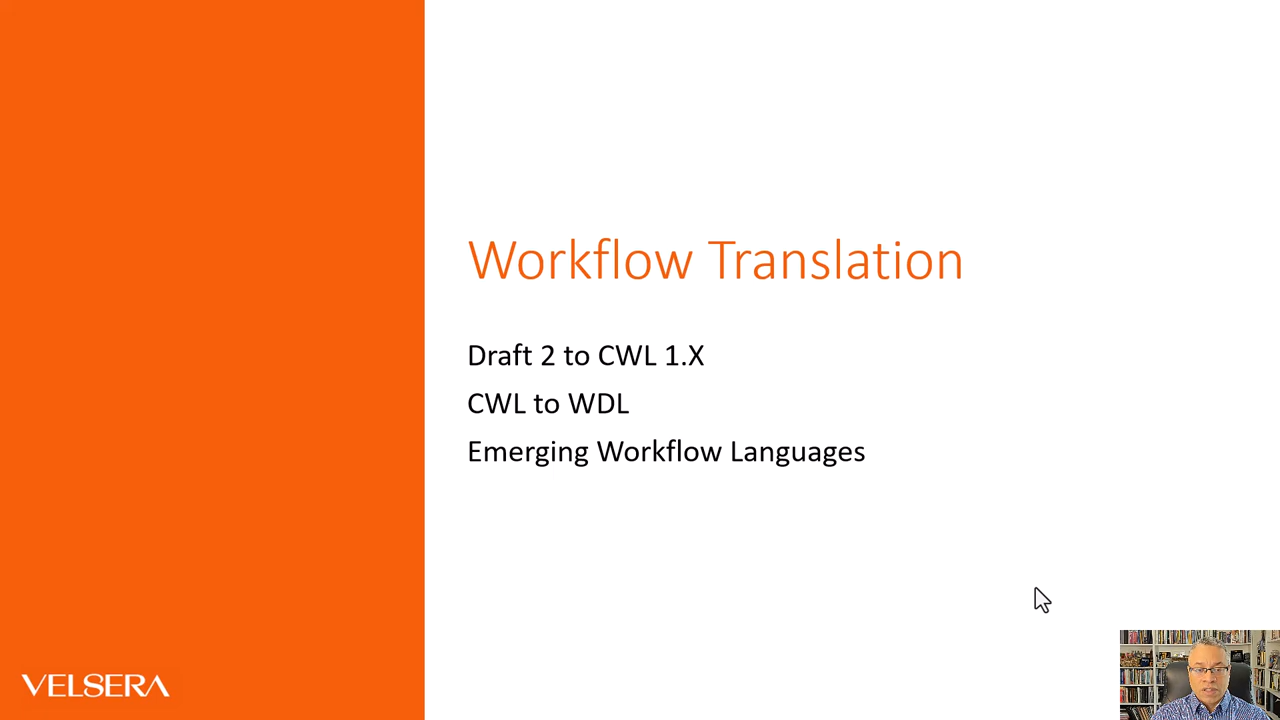 Workflow Translation
Draft 2 to CWL 1.X
CWL to WDL
Emerging Workflow Languages
VELSERA